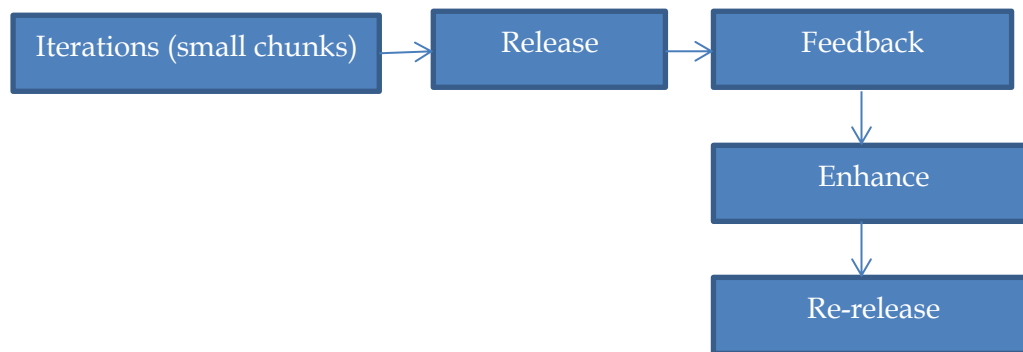 Iterations (small chunks)
Release
Feedback
Enhance
Re-release